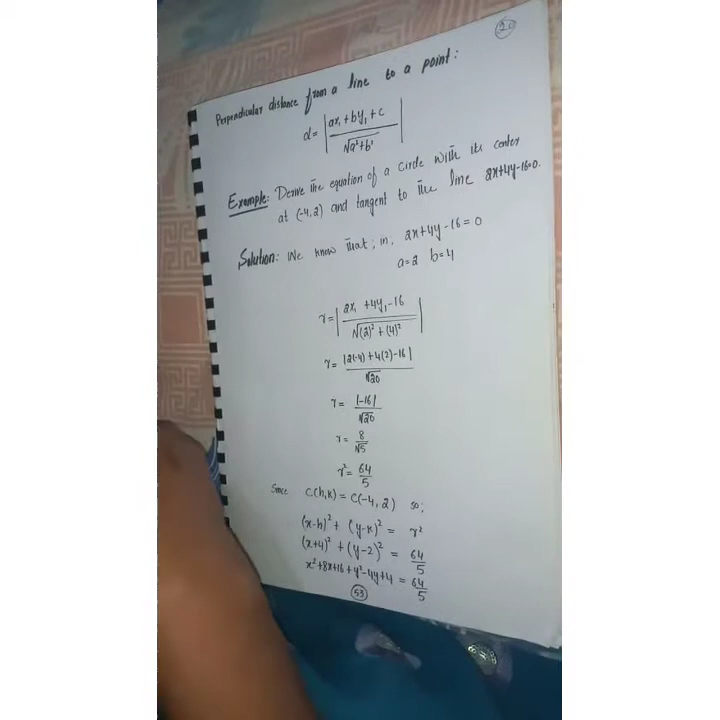 20
Perpendicular distance from a line to a point:
d = | ax₁ + by₁ + c / √a²+b² |
Example: Derive the equation of a circle with its center
at (-4,2) and tangent to the line 2x+4y-16=0.
Solution: We know that, in, 2x+4y-16=0
a=2 b=4
r = | 2x₁ + 4y₁ - 16 / √(2)² + (4)² |
r = |2(-4) + 4(2) - 16| / √20
r = |-16| / √20
r = 8/√5
r² = 64/5
Since C(h,k) = C(-4, 2) so;
(x-h)² + (y-k)² = r²
(x+4)² + (y-2)² = 64/5
x²+8x+16+y²-4y+4 = 64/5
53